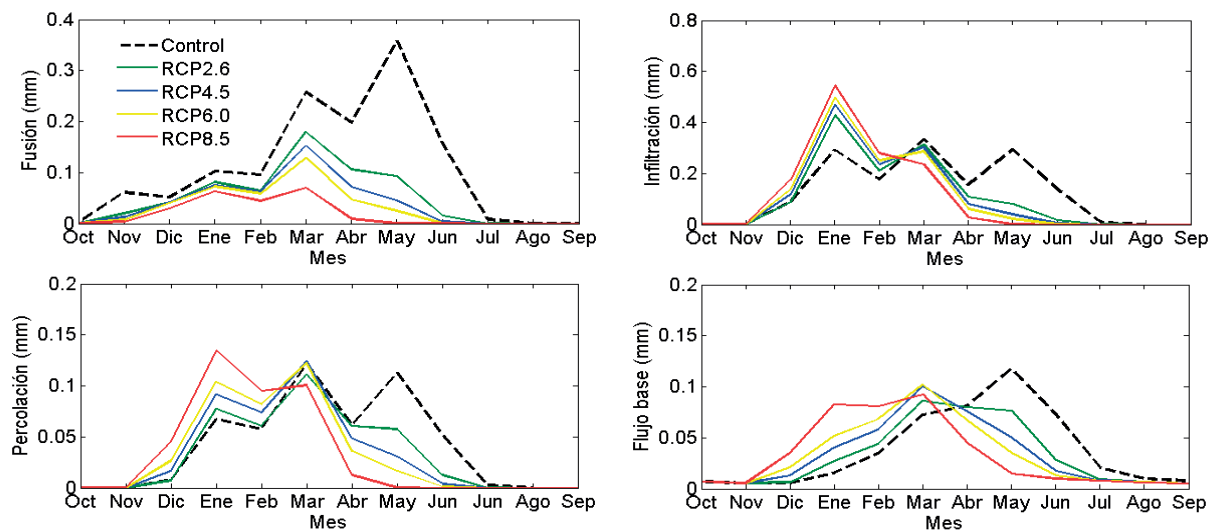 Fusión (mm)
0.4
0.3
0.2
0.1
0
Control
RCP2.6
RCP4.5
RCP6.0
RCP8.5
Oct Nov Dic Ene Feb Mar Abr May Jun Jul Ago Sep
Mes
Infiltración (mm)
0.8
0.6
0.4
0.2
0
Oct Nov Dic Ene Feb Mar Abr May Jun Jul Ago Sep
Mes
Percolación (mm)
0.2
0.15
0.1
0.05
0
Oct Nov Dic Ene Feb Mar Abr May Jun Jul Ago Sep
Mes
Flujo base (mm)
0.2
0.15
0.1
0.05
0
Oct Nov Dic Ene Feb Mar Abr May Jun Jul Ago Sep
Mes